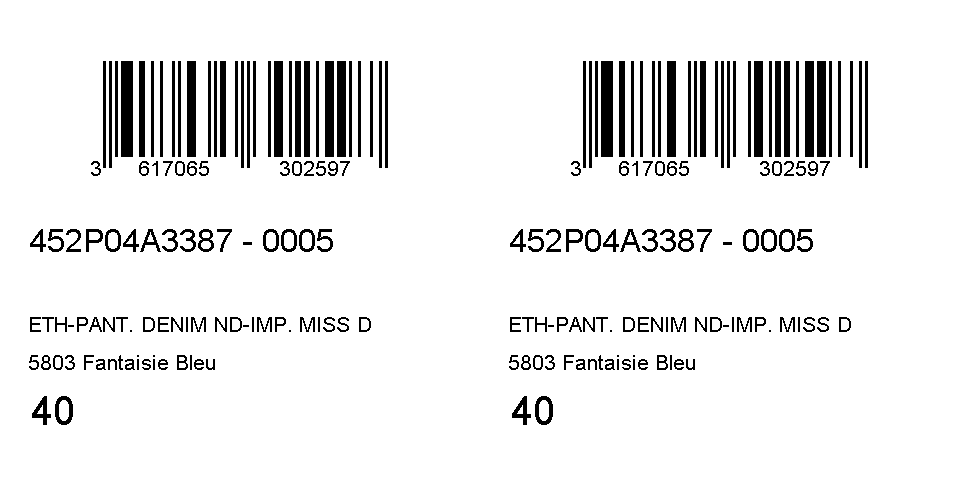 3 617065 302597
452P04A3387 - 0005
ETH-PANT. DENIM ND-IMP. MISS D
5803 Fantaisie Bleu
40
3 617065 302597
452P04A3387 - 0005
ETH-PANT. DENIM ND-IMP. MISS D
5803 Fantaisie Bleu
40